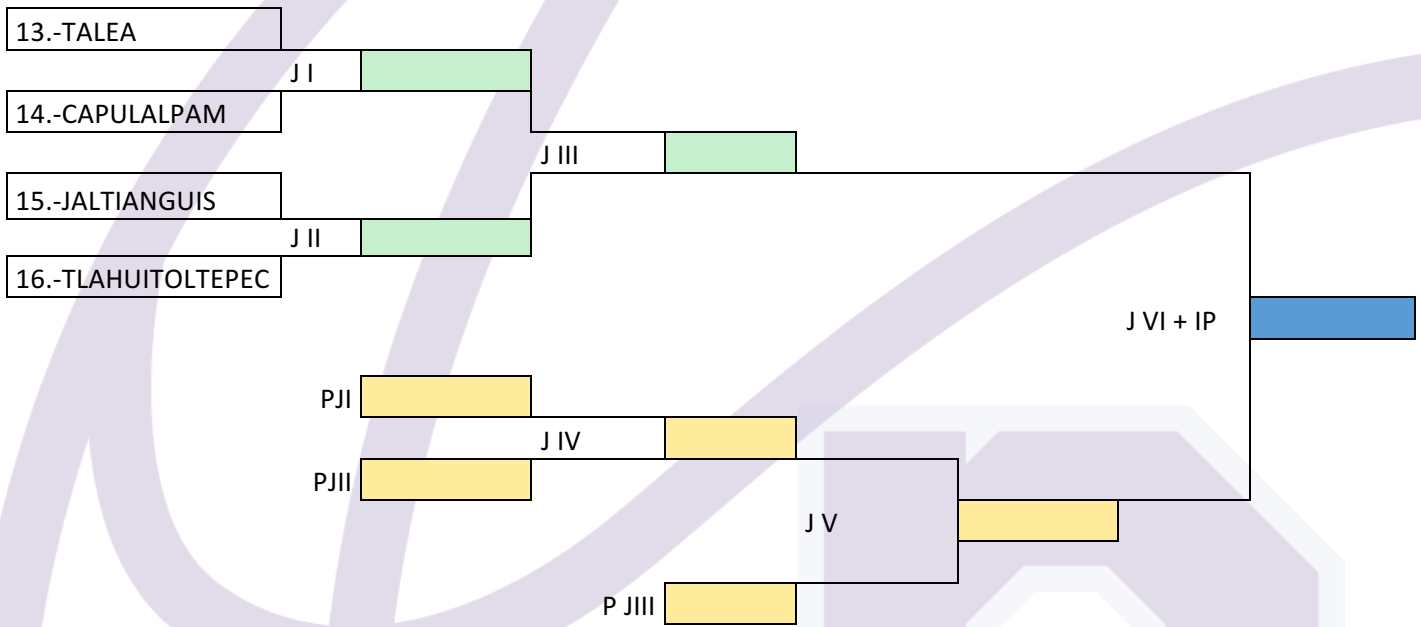 13.-TALEA
J I
14.-CAPULALPAM
J III
15.-JALTIANGUIS
J II
16.-TLAHUITOLTEPEC
J VI + IP
PJI
J IV
PJII
J V
P JIII